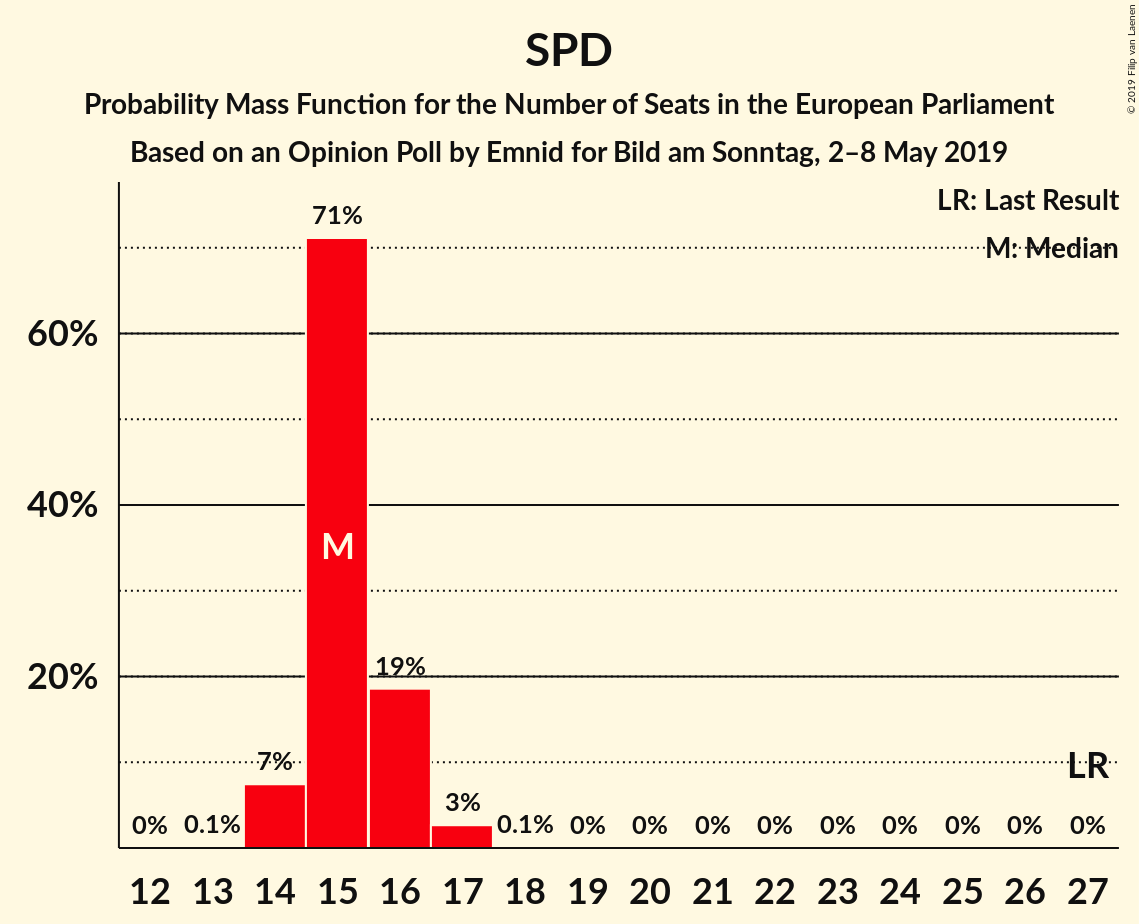 SPD
Probability Mass Function for the Number of Seats in the European Parliament
Based on an Opinion Poll by Emnid for Bild am Sonntag, 2–8 May 2019
© 2019 Filip van Laenen
LR: Last Result
M: Median
71%
60%
40%
M
20%
19%
7%
LR
3%
0% 0.1% 0.1% 0% 0% 0% 0% 0% 0% 0% 0% 0%
12 13 14 15 16 17 18 19 20 21 22 23 24 25 26 27